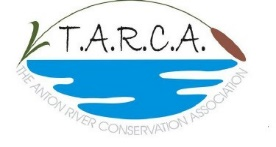 T.A.R.C.A.
THE ANTON RIVER CONSERVATION ASSOCIATION